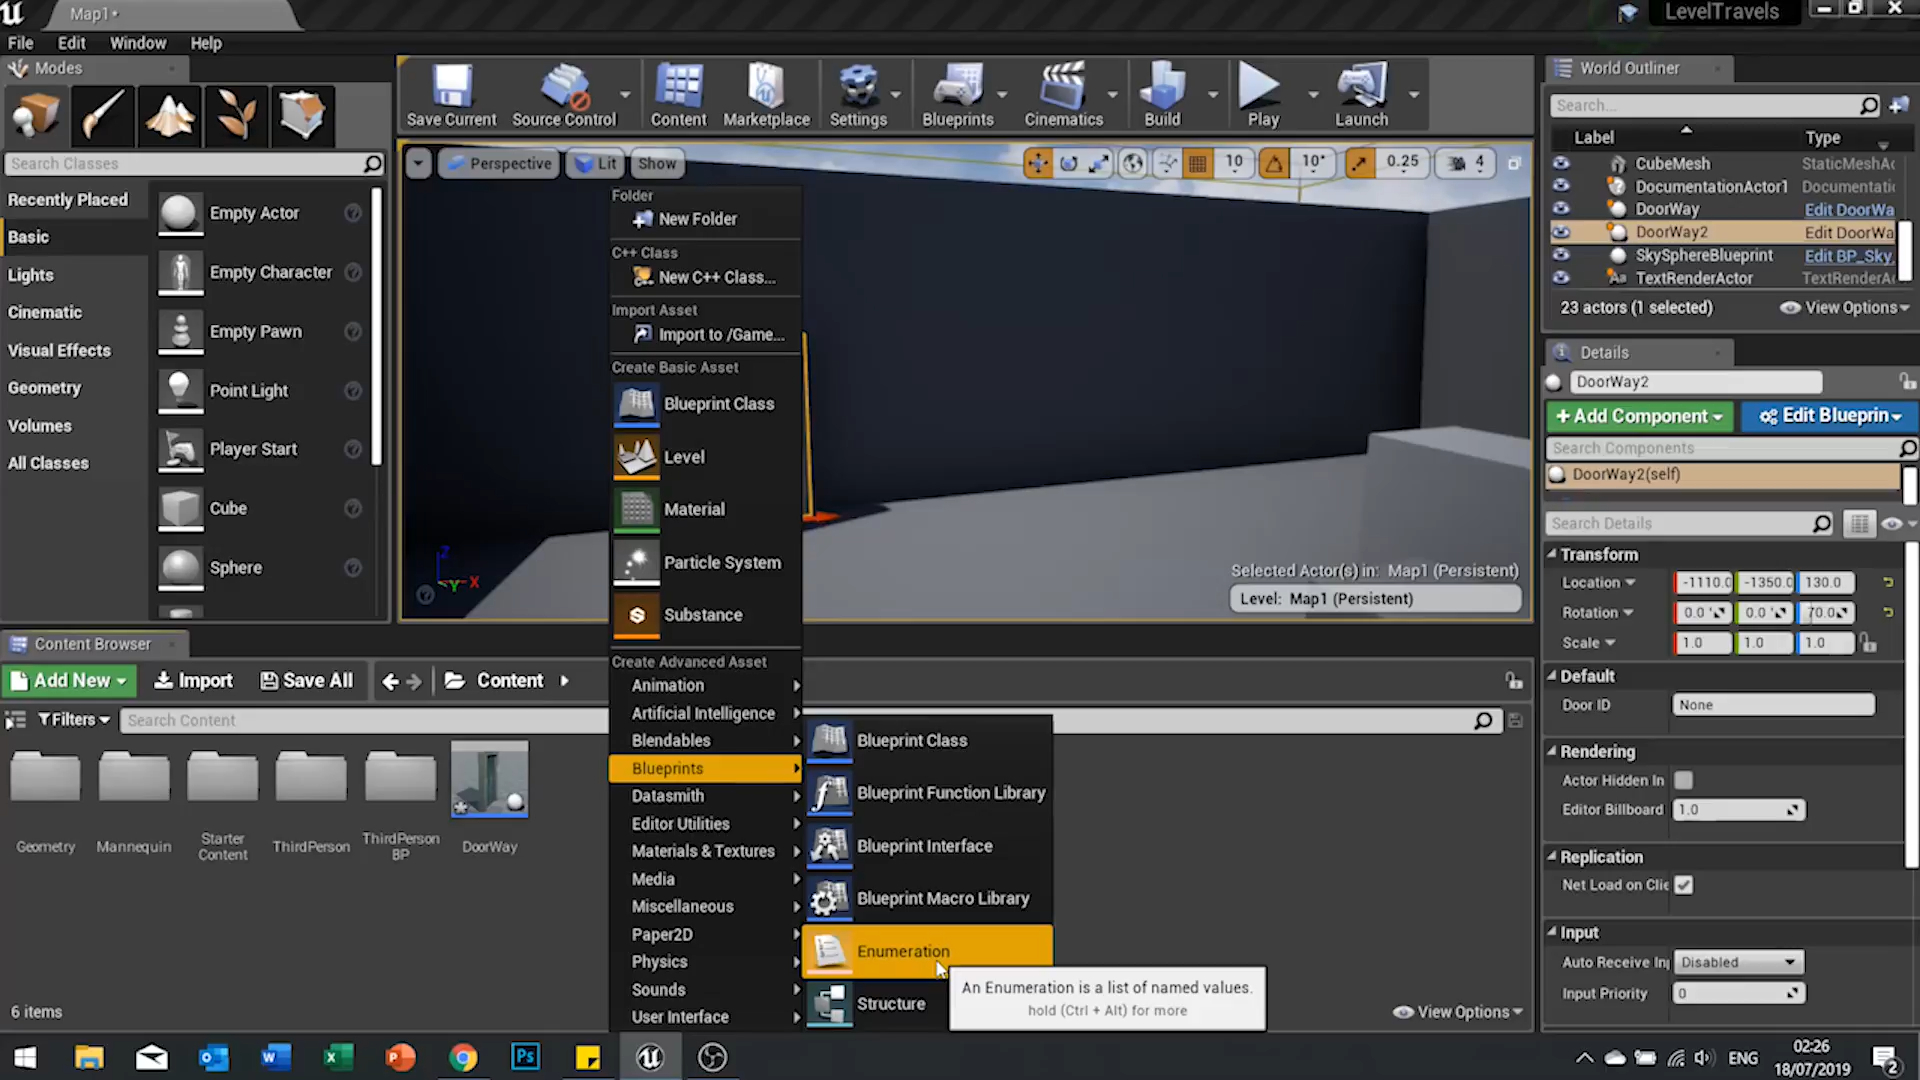 Map1•
LevelTravels
File Edit Window Help
Modes
Search Classes
Recently Placed
Basic
Lights
Cinematic
Visual Effects
Geometry
Volumes
All Classes
Empty Actor
Empty Character
Empty Pawn
Point Light
Player Start
Cube
Sphere
Save Current Source Control Content Marketplace Settings Blueprints Cinematics Build Play Launch
Perspective Lit Show
10 10° 0.25 4
Folder
New Folder
C++ Class
New C++ Class...
Import Asset
Import to /Game...
Create Basic Asset
Blueprint Class
Level
Material
Particle System
Substance
Create Advanced Asset
Animation
Artificial Intelligence
Blendables
Blueprints
Datasmith
Editor Utilities
Materials & Textures
Media
Miscellaneous
Paper2D
Physics
Sounds
User Interface
Blueprint Class
Blueprint Function Library
Blueprint Interface
Blueprint Macro Library
Enumeration
Structure
An Enumeration is a list of named values.
hold (Ctrl + Alt) for more
Z
Y X
Selected Actor(s) in: Map1 (Persistent)
Level: Map1 (Persistent)
Content Browser
Add New Import Save All Content
Filters Search Content
Geometry
Mannequin
Starter
Content
ThirdPerson
ThirdPerson
BP
DoorWay
6 items
View Options
World Outliner
Search...
Label Type
CubeMesh StaticMeshAc
DocumentationActor1 Documentatic
DoorWay Edit DoorWa
DoorWay2 Edit DoorWa
SkySphereBlueprint Edit BP_Sky_
TextRenderActor TextRenderA
23 actors (1 selected) View Options
Details
DoorWay2
+ Add Component Edit Blueprin
Search Components
DoorWay2(self)
Search Details
Transform
Location -1110.0 -1350.0 130.0
Rotation 0.0 ° 0.0 ° 70.0
Scale 1.0 1.0 1.0
Default
Door ID None
Rendering
Actor Hidden In
Editor Billboard 1.0
Replication
Net Load on Clie
Input
Auto Receive In Disabled
Input Priority 0
ENG
02:26
18/07/2019
2